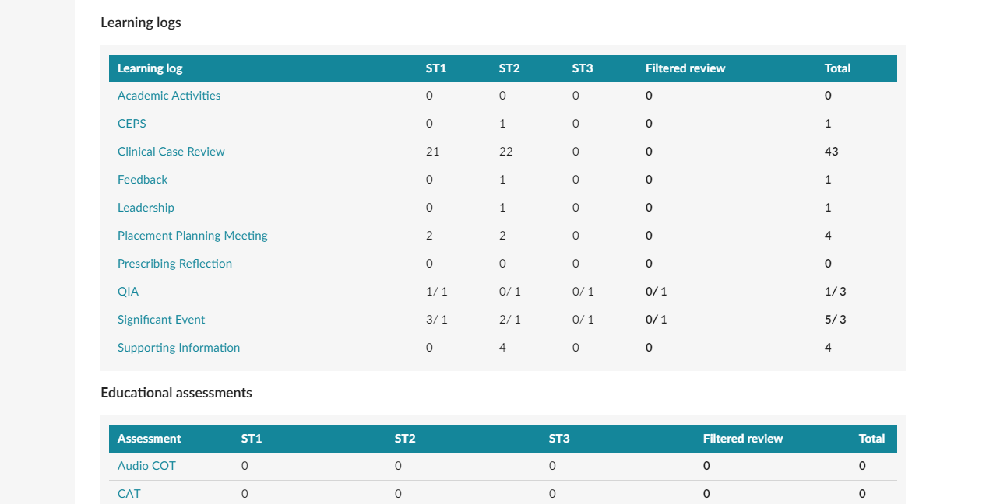 Learning logs
Learning log ST1 ST2 ST3 Filtered review Total
Academic Activities 0 0 0 0 0
CEPS 0 1 0 0 1
Clinical Case Review 21 22 0 0 43
Feedback 0 1 0 0 1
Leadership 0 1 0 0 1
Placement Planning Meeting 2 2 0 0 4
Prescribing Reflection 0 0 0 0 0
QIA 1/ 1 0/ 1 0/ 1 0/ 1 1/ 3
Significant Event 3/ 1 2/ 1 0/ 1 0/ 1 5/ 3
Supporting Information 0 4 0 0 4
Educational assessments
Assessment ST1 ST2 ST3 Filtered review Total
Audio COT 0 0 0 0 0
CAT 0 0 0 0 0